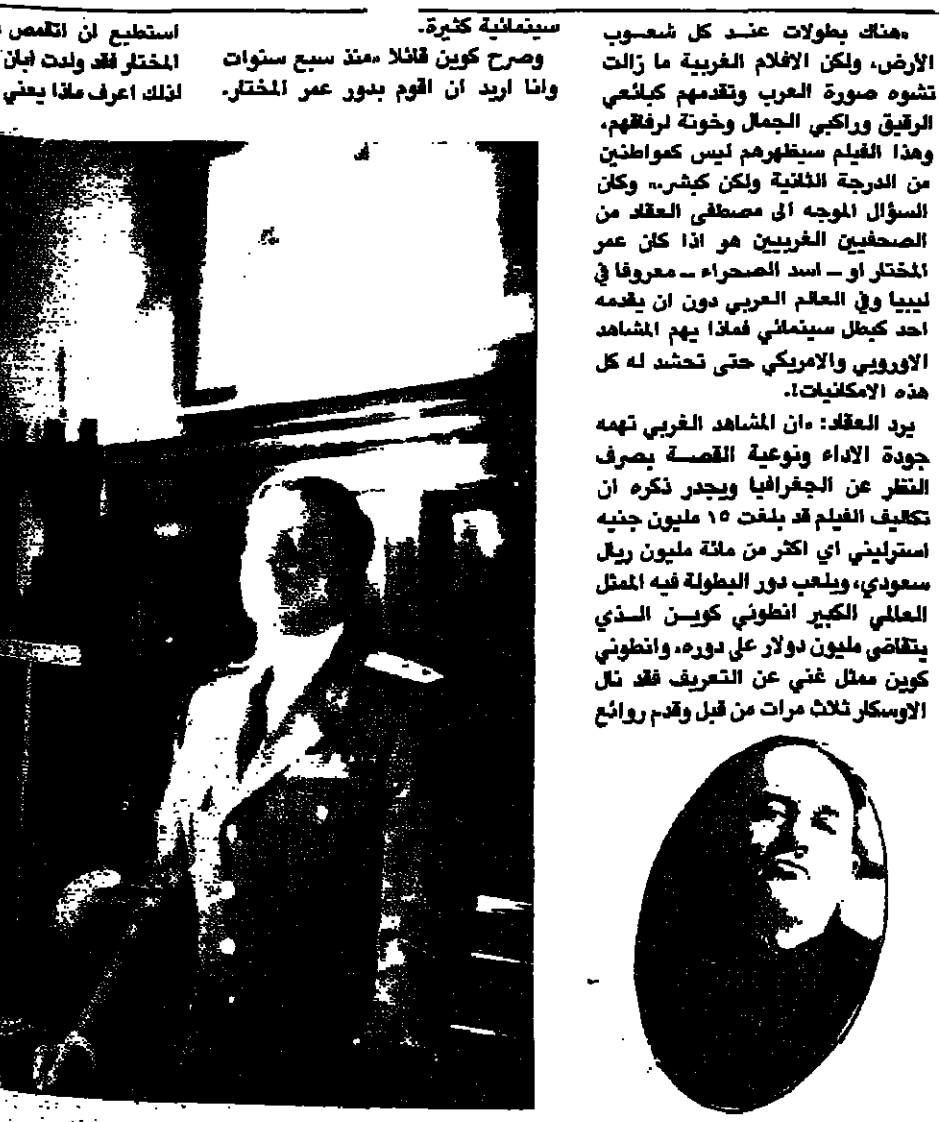 «هناك بطولات عند كل شعوب
الأرض، ولكن الافلام الغربية ما زالت
تشوه صورة العرب وتقدمهم كبائعي
الرقيق وراكبي الجمال وخونة لرفاقهم،
وهذا الفيلم سيظهرهم ليس كمواطنين
من الدرجة الثانية ولكن كبشر.» وكان
السؤال الموجه الى مصطفى العقاد من
الصحفيين الغربيين هو اذا كان عمر
المختار او ــ اسد الصحراء ــ معروفا في
ليبيا وفي العالم العربي دون ان يقدمه
احد كبطل سينمائي فماذا يهم المشاهد
الاوروبي والامريكي حتى تحشد له كل
هذه الامكانيات!.
يرد العقاد: «ان المشاهد الغربي تهمه
جودة الاداء ونوعية القصة بصرف
النظر عن الجغرافيا ويجدر ذكره ان
تكاليف الفيلم قد بلغت ١٥ مليون جنيه
استرليني اي اكثر من مائة مليون ريال
سعودي، ويلعب دور البطولة فيه الممثل
العالمي الكبير انطوني كوين الذي
يتقاضى مليون دولار على دوره، وانطوني
كوين ممثل غني عن التعريف فقد نال
الاوسكار ثلاث مرات من قبل وقدم روائع
سينمائية كثيرة.
وصرح كوين قائلا «منذ سبع سنوات
وانا اريد ان اقوم بدور عمر المختار.
استطيع ان اتقمص
المختار فقد ولدت ابان
لذلك اعرف ماذا يعني